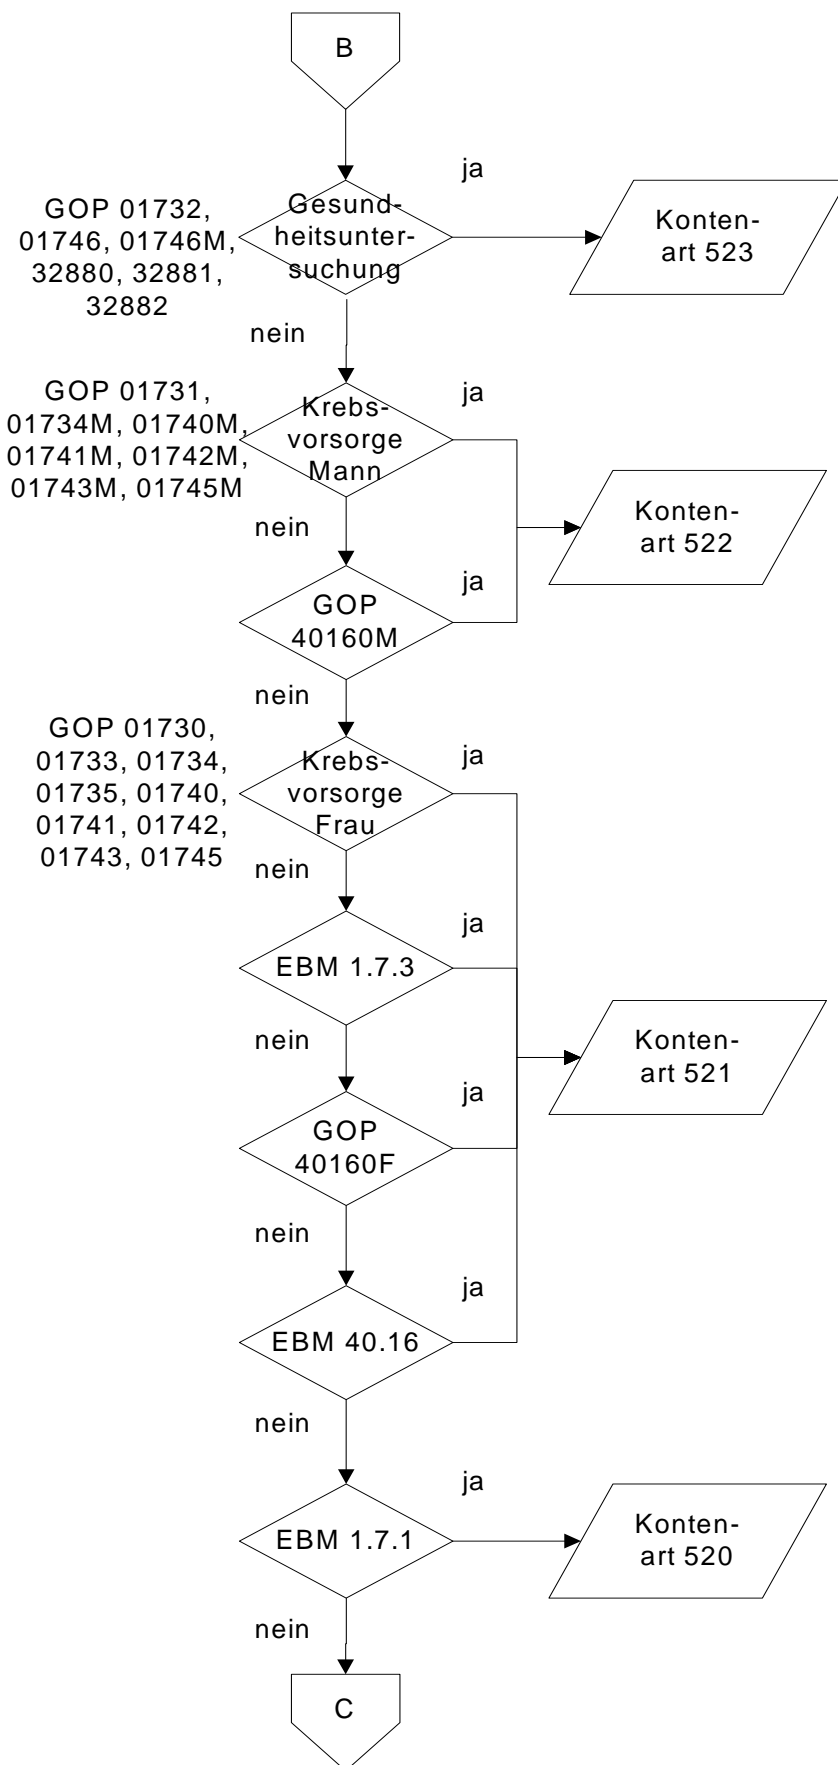 B
ja
GOP 01732,
01746, 01746M,
32880, 32881,
32882
Gesund-
heitsunter-
suchung
Konten-
art 523
nein
GOP 01731,
01734M, 01740M,
01741M, 01742M,
01743M, 01745M
Krebs-
vorsorge
Mann
ja
Konten-
art 522
nein
GOP
40160M
ja
nein
GOP 01730,
01733, 01734,
01735, 01740,
01741, 01742,
01743, 01745
Krebs-
vorsorge
Frau
ja
nein
EBM 1.7.3
ja
Konten-
art 521
nein
GOP
40160F
ja
nein
EBM 40.16
ja
nein
EBM 1.7.1
ja
Konten-
art 520
nein
C